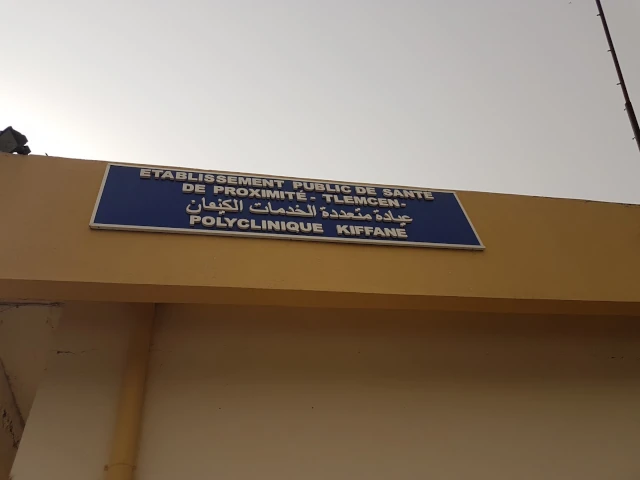 ETABLISSEMENT PUBLIC DE SANTE
DE PROXIMITÉ - TLEMCEN-
عيادة متعددة الخدمات الكيفان
POLYCLINIQUE KIFFANE